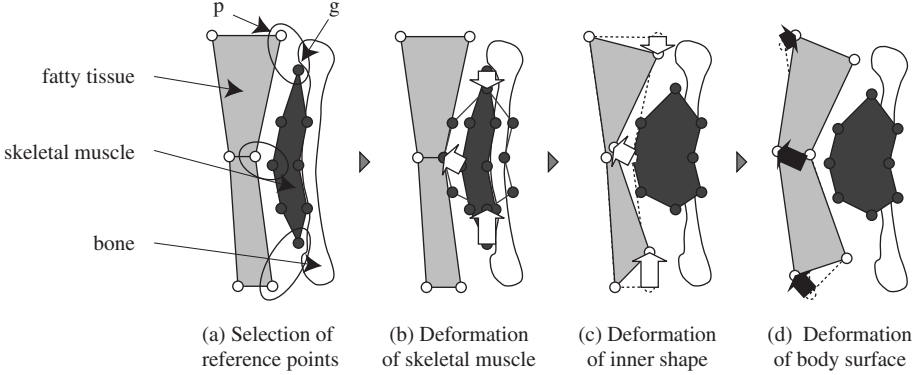 p
g
fatty tissue
skeletal muscle
bone
(a) Selection of
reference points
(b) Deformation
of skeletal muscle
(c) Deformation
of inner shape
(d) Deformation
of body surface